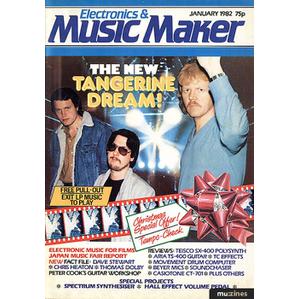 Electronics &
MUSIC MAKER
JANUARY 1982 75p
THE NEW
TANGERINE
DREAM!
FREE PULL-OUT
EXIT LP MUSIC
TO PLAY
Christmas
Special Offer!
Tempo-Check
ELECTRONIC MUSIC FOR FILMS
JAPAN MUSIC FAIR REPORT
NEW FACT FILE: DAVE STEWART
CHRIS HEATON THOMAS DOLBY
PETER COOK'S GUITAR WORKSHOP
REVIEWS: TEISCO SX-400 POLYSYNTH
ARIA TS-400 GUITAR TC EFFECTS
MOVEMENT DRUM COMPUTER
BEYER MICS SOUNDCHASER
CASIOTONE CT-701 PLUS OTHERS
SPECIAL PROJECTS
SPECTRUM SYNTHESISER HALL EFFECT VOLUME PEDAL
muzines